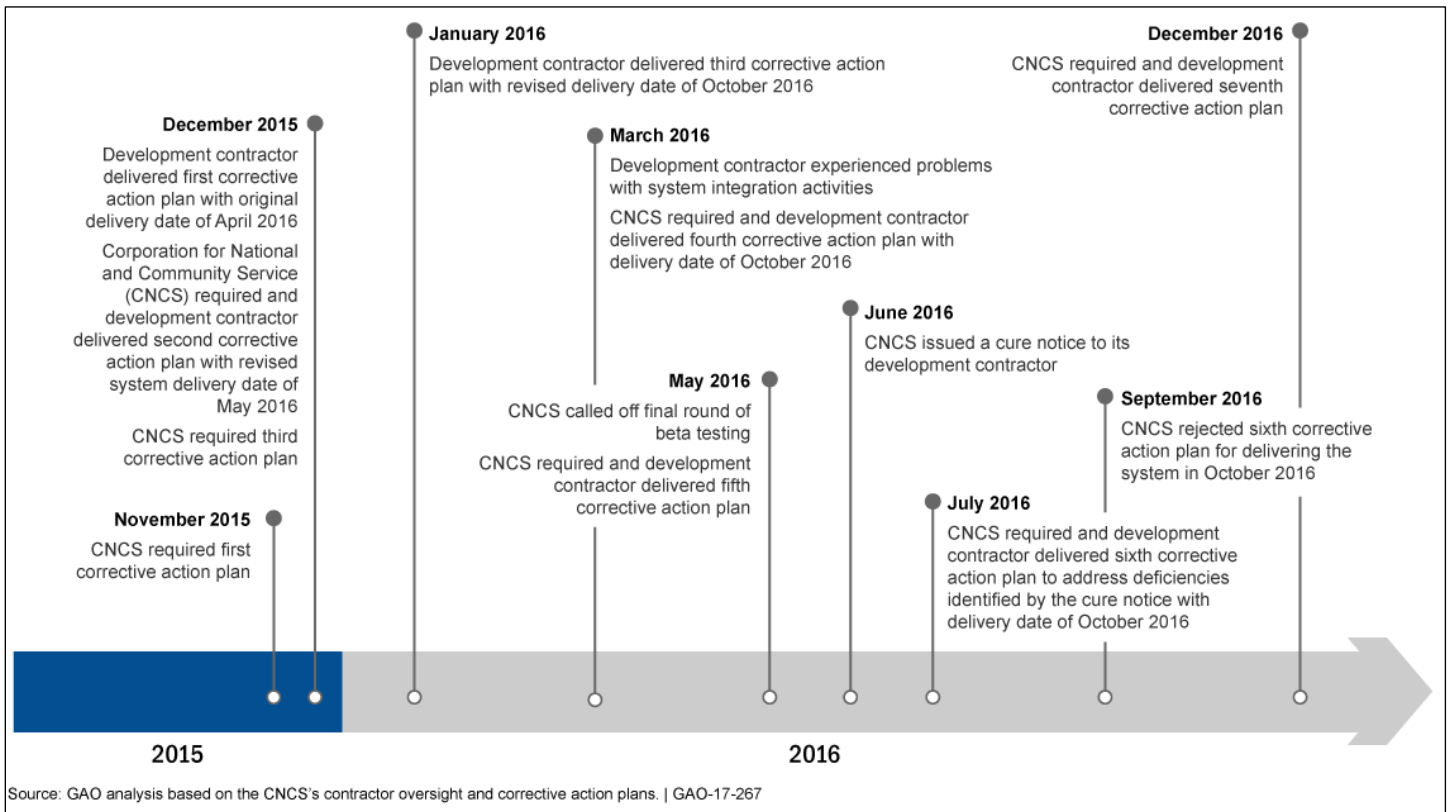 November 2015
CNCS required first
corrective action plan
December 2015
Development contractor
delivered first corrective
action plan with original
delivery date of April 2016
Corporation for National
and Community Service
(CNCS) required and
development contractor
delivered second corrective
action plan with revised
system delivery date of
May 2016
CNCS required third
corrective action plan
January 2016
Development contractor delivered third corrective action
plan with revised delivery date of October 2016
March 2016
Development contractor experienced problems
with system integration activities
CNCS required and development contractor
delivered fourth corrective action plan with
delivery date of October 2016
May 2016
CNCS called off final round of
beta testing
CNCS required and development
contractor delivered fifth
corrective action plan
June 2016
CNCS issued a cure notice to its
development contractor
July 2016
CNCS required and development
contractor delivered sixth corrective
action plan to address deficiencies
identified by the cure notice with
delivery date of October 2016
September 2016
CNCS rejected sixth corrective
action plan for delivering the
system in October 2016
December 2016
CNCS required and development
contractor delivered seventh
corrective action plan
2015
2016
Source: GAO analysis based on the CNCS's contractor oversight and corrective action plans. | GAO-17-267